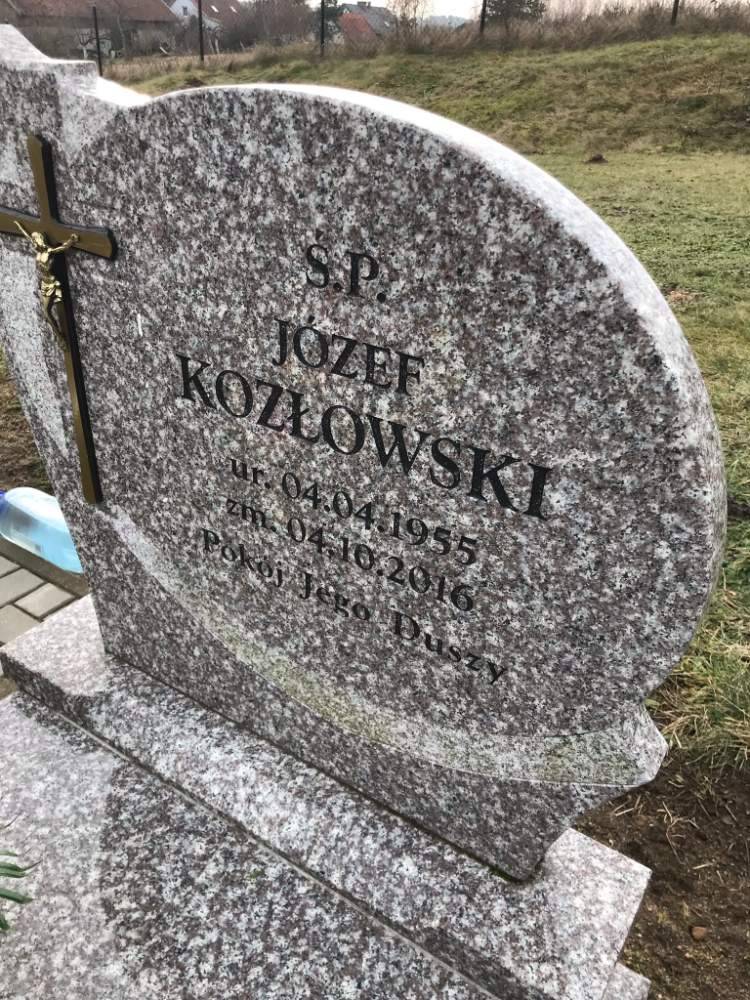 Ś.P.
JÓZEF
KOZŁOWSKI
ur. 04.04.1955
zm. 04.10.2016
Pokój Jego Duszy